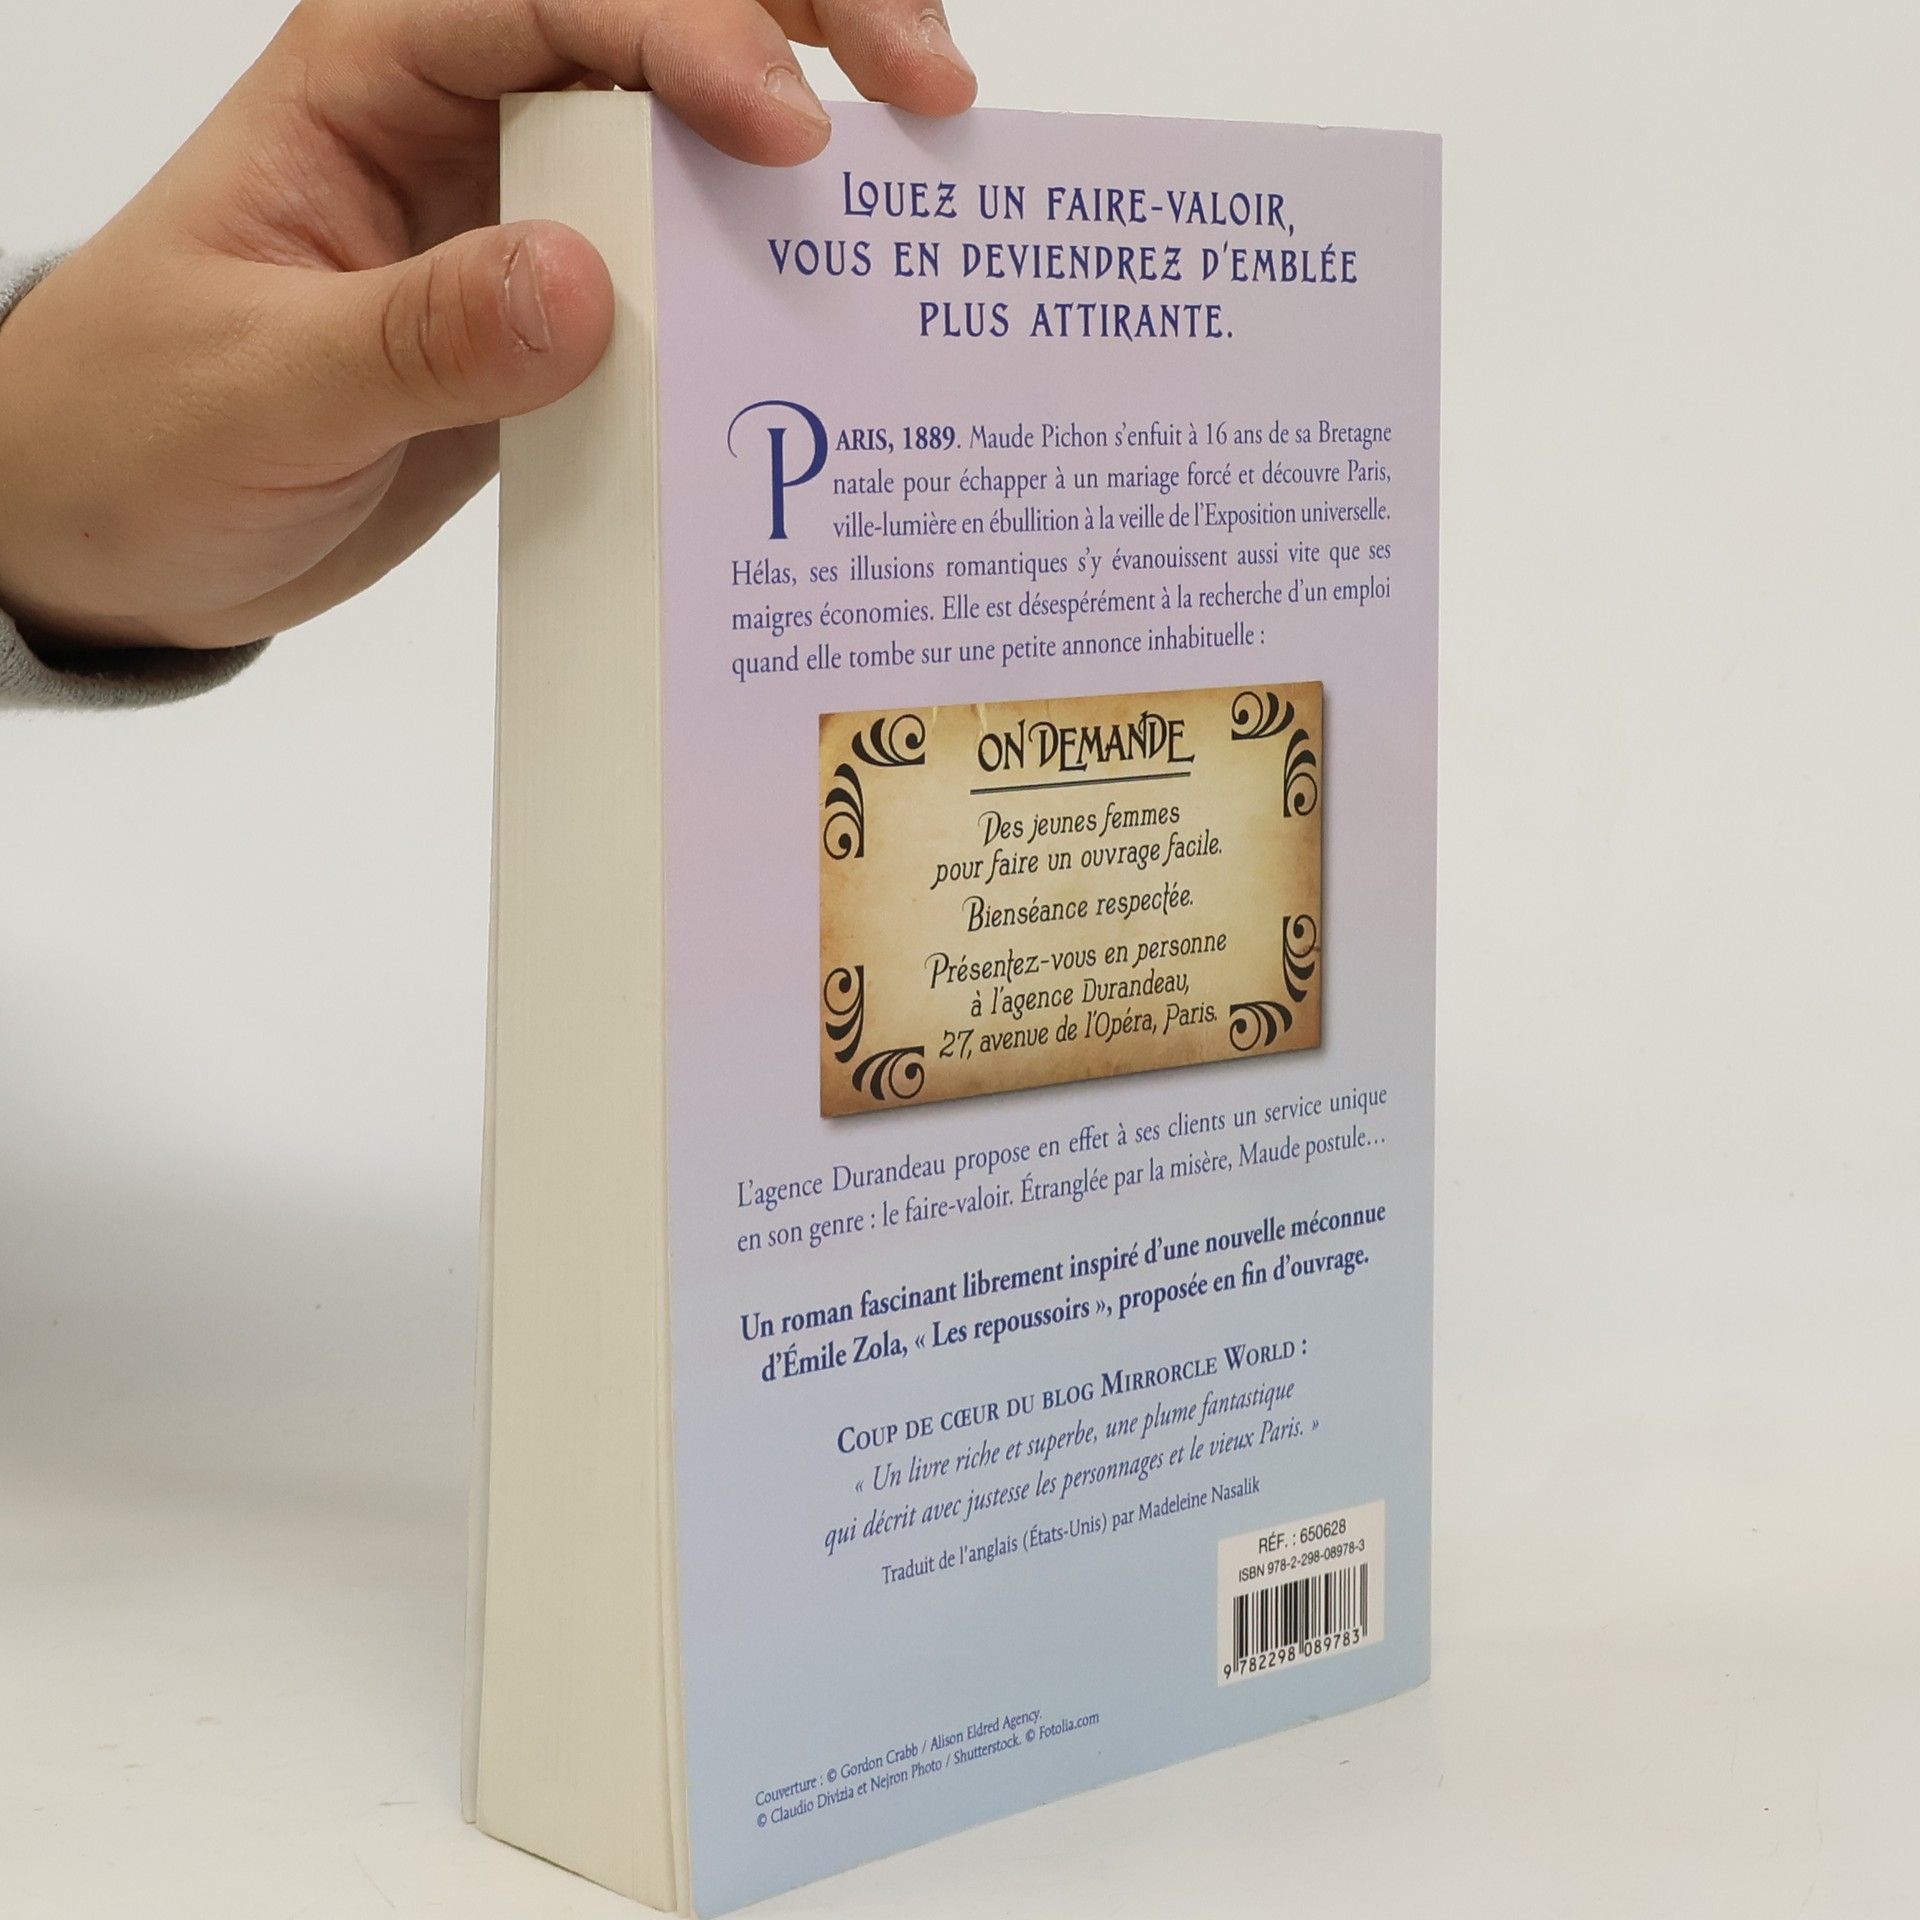 LOUEZ UN FAIRE-VALOIR,
VOUS EN DEVIENDREZ D'EMBLÉE
PLUS ATTIRANTE.
PARIS, 1889. Maude Pichon s'enfuit à 16 ans de sa Bretagne
natale pour échapper à un mariage forcé et découvre Paris,
ville-lumière en ébullition à la veille de l'Exposition universelle.
Hélas, ses illusions romantiques s'y évanouissent aussi vite que ses
maigres économies. Elle est désespérément à la recherche d'un emploi
quand elle tombe sur une petite annonce inhabituelle :
ON DEMANDE
Des jeunes femmes
pour faire un ouvrage facile.
Bienséance respectée.
Présentez-vous en personne
à l'agence Durandeau,
27, avenue de l'Opéra, Paris.
L'agence Durandeau propose en effet à ses clients un service unique
en son genre : le faire-valoir. Étranglée par la misère, Maude postule...
Un roman fascinant librement inspiré d'une nouvelle méconnue
d'Émile Zola, « Les repoussoirs », proposée en fin d'ouvrage.
COUP DE CŒUR DU BLOG MIRRORCLE WORLD :
« Un livre riche et superbe, une plume fantastique
qui décrit avec justesse les personnages et le vieux Paris. »
Traduit de l'anglais (États-Unis) par Madeleine Nasalik
RÉF. : 650628
ISBN 978-2-298-08978-3
9 782298 089783
Couverture : © Gordon Crabb / Alison Eldred Agency.
© Claudio Divizia et Nejron Photo / Shutterstock. © Fotolia.com